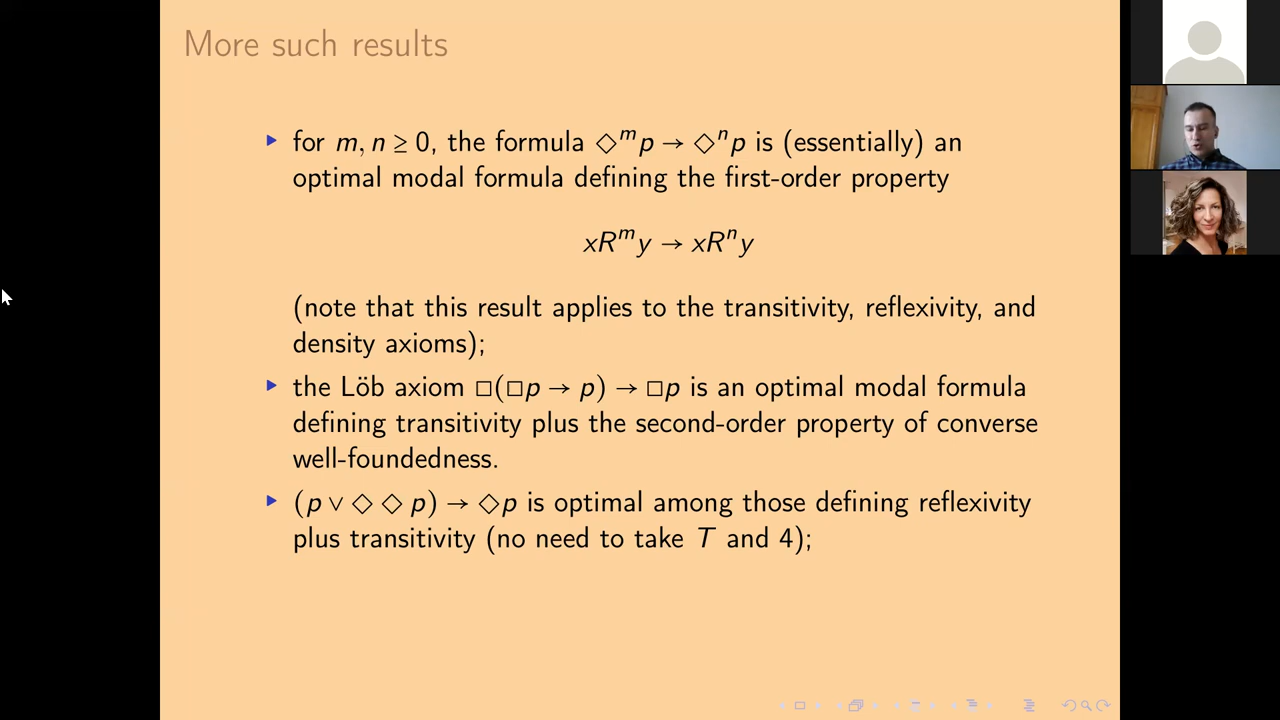 More such results
▶ for m, n ≥ 0, the formula ◇ᵐp → ◇ⁿp is (essentially) an
optimal modal formula defining the first-order property
xRᵐy → xRⁿy
(note that this result applies to the transitivity, reflexivity, and
density axioms);
▶ the Löb axiom □(□p → p) → □p is an optimal modal formula
defining transitivity plus the second-order property of converse
well-foundedness.
▶ (p ∨ ◇ ◇ p) → ◇p is optimal among those defining reflexivity
plus transitivity (no need to take T and 4);